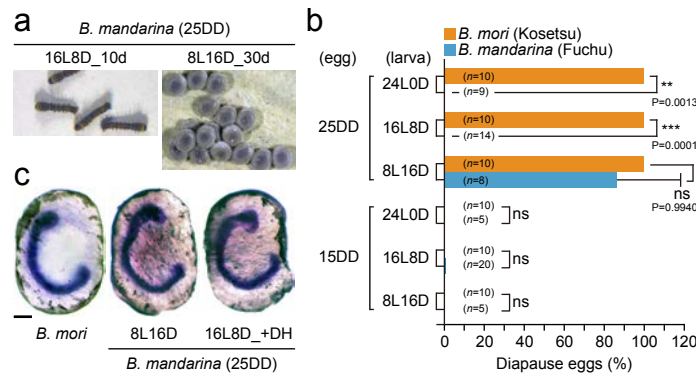 a
B. mandarina (25DD)
16L8D_10d 8L16D_30d
c
B. mori 8L16D 16L8D_+DH
B. mandarina (25DD)
b
B. mori (Kosetsu)
B. mandarina (Fuchu)
(egg) (larva)
25DD
24L0D (n=10) (n=9) ** P=0.0013
16L8D (n=10) (n=14) *** P=0.0001
8L16D (n=10) (n=8) ns P=0.9940
15DD
24L0D (n=10) (n=5) ns
16L8D (n=10) (n=20) ns
8L16D (n=10) (n=5) ns
0 20 40 60 80 100 120
Diapause eggs (%)